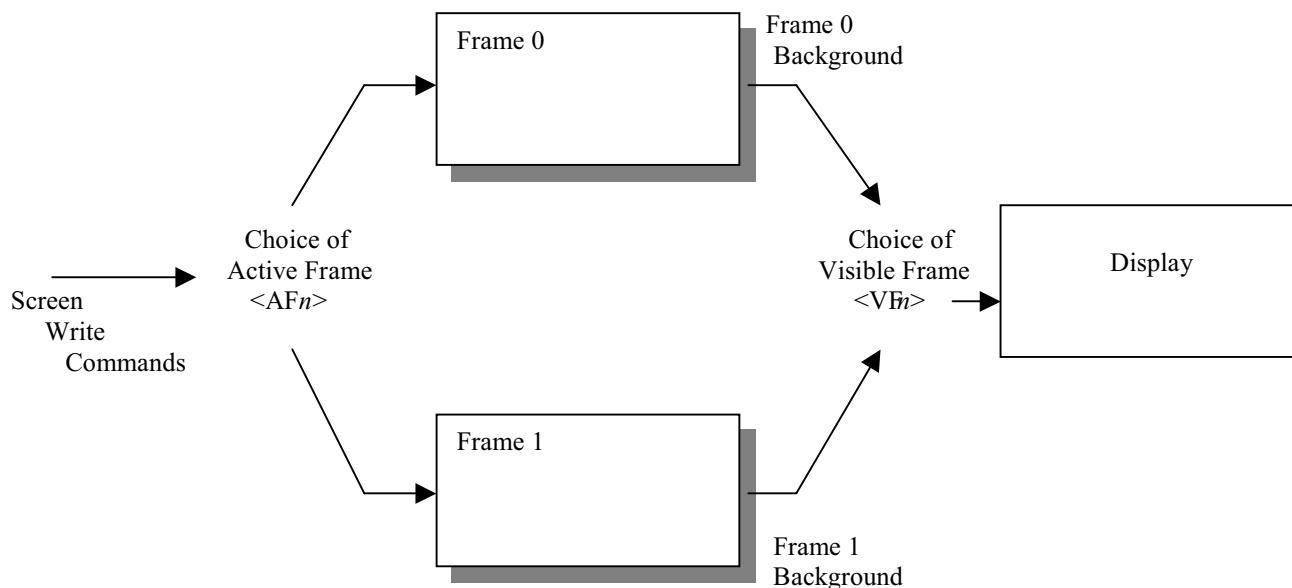 Frame 0
Frame 0
Background
Choice of
Active Frame
<AFn>
Screen
Write
Commands
Choice of
Visible Frame
<VFn>
Display
Frame 1
Frame 1
Background